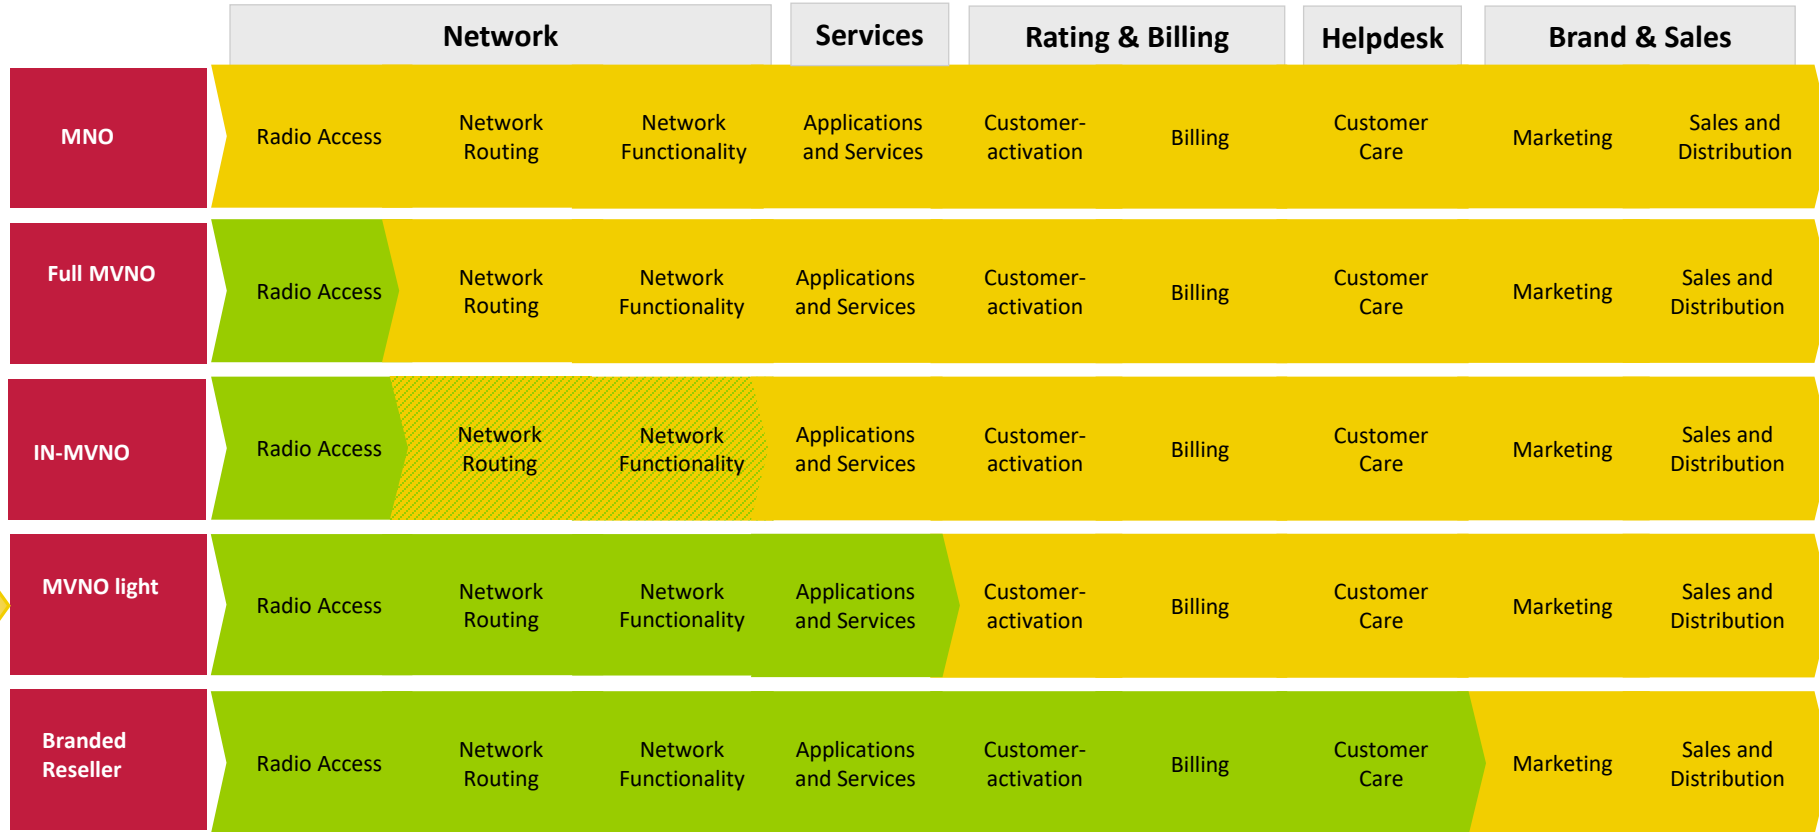 Network
Services
Rating & Billing
Helpdesk
Brand & Sales
MNO
Radio Access
Network
Routing
Network
Functionality
Applications
and Services
Customer-
activation
Billing
Customer
Care
Marketing
Sales and
Distribution
Full MVNO
Radio Access
Network
Routing
Network
Functionality
Applications
and Services
Customer-
activation
Billing
Customer
Care
Marketing
Sales and
Distribution
IN-MVNO
Radio Access
Network
Routing
Network
Functionality
Applications
and Services
Customer-
activation
Billing
Customer
Care
Marketing
Sales and
Distribution
MVNO light
Radio Access
Network
Routing
Network
Functionality
Applications
and Services
Customer-
activation
Billing
Customer
Care
Marketing
Sales and
Distribution
Branded
Reseller
Radio Access
Network
Routing
Network
Functionality
Applications
and Services
Customer-
activation
Billing
Customer
Care
Marketing
Sales and
Distribution